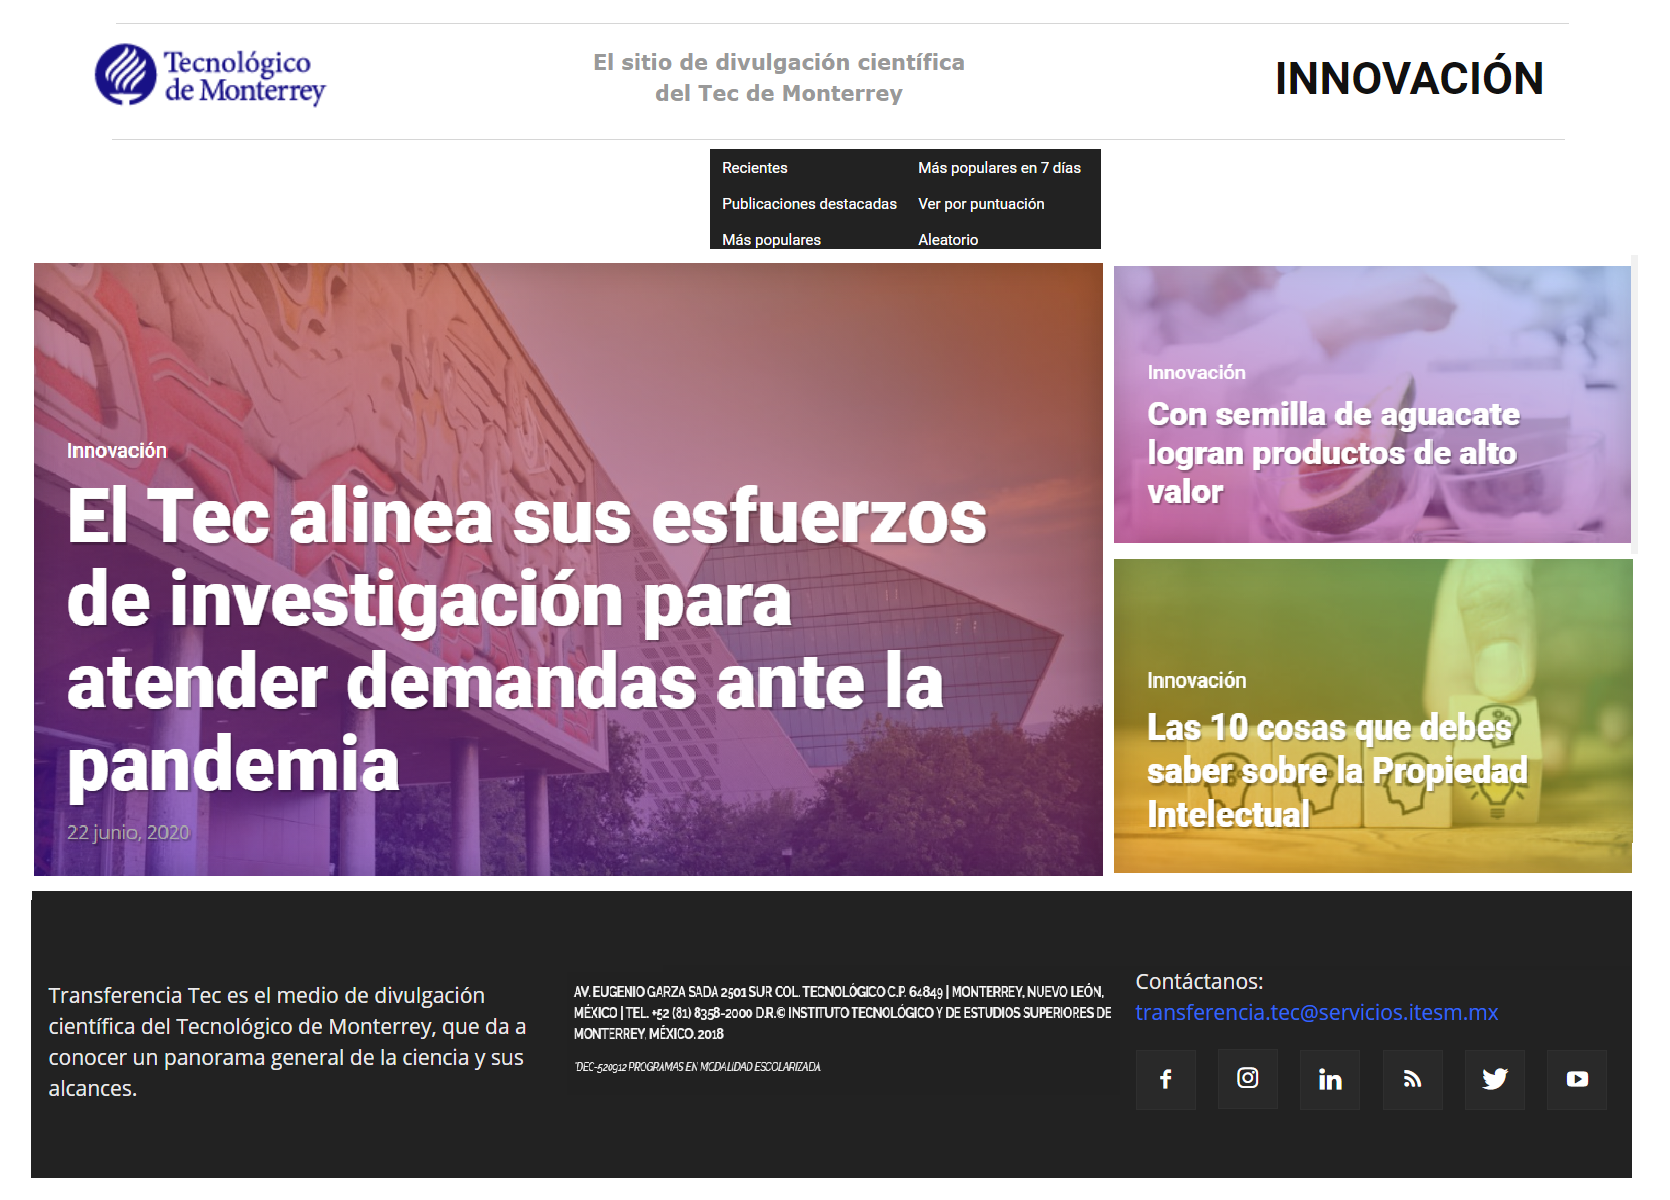 Tecnológico
de Monterrey
El sitio de divulgación científica
del Tec de Monterrey
INNOVACIÓN
Recientes
Más populares en 7 días
Publicaciones destacadas
Ver por puntuación
Más populares
Aleatorio
Innovación
El Tec alinea sus esfuerzos
de investigación para
atender demandas ante la
pandemia
22 junio, 2020
Innovación
Con semilla de aguacate
logran productos de alto
valor
Innovación
Las 10 cosas que debes
saber sobre la Propiedad
Intelectual
Transferencia Tec es el medio de divulgación
científica del Tecnológico de Monterrey, que da a
conocer un panorama general de la ciencia y sus
alcances.
AV. EUGENIO GARZA SADA 2501 SUR COL. TECNOLÓGICO C.P. 64849 | MONTERREY, NUEVO LEÓN,
MÉXICO | TEL. +52 (81) 8358-2000 D.R.© INSTITUTO TECNOLÓGICO Y DE ESTUDIOS SUPERIORES DE
MONTERREY, MÉXICO. 2018
*DEC-520912 PROGRAMAS EN MODALIDAD ESCOLARIZADA
Contáctanos:
transferencia.tec@servicios.itesm.mx